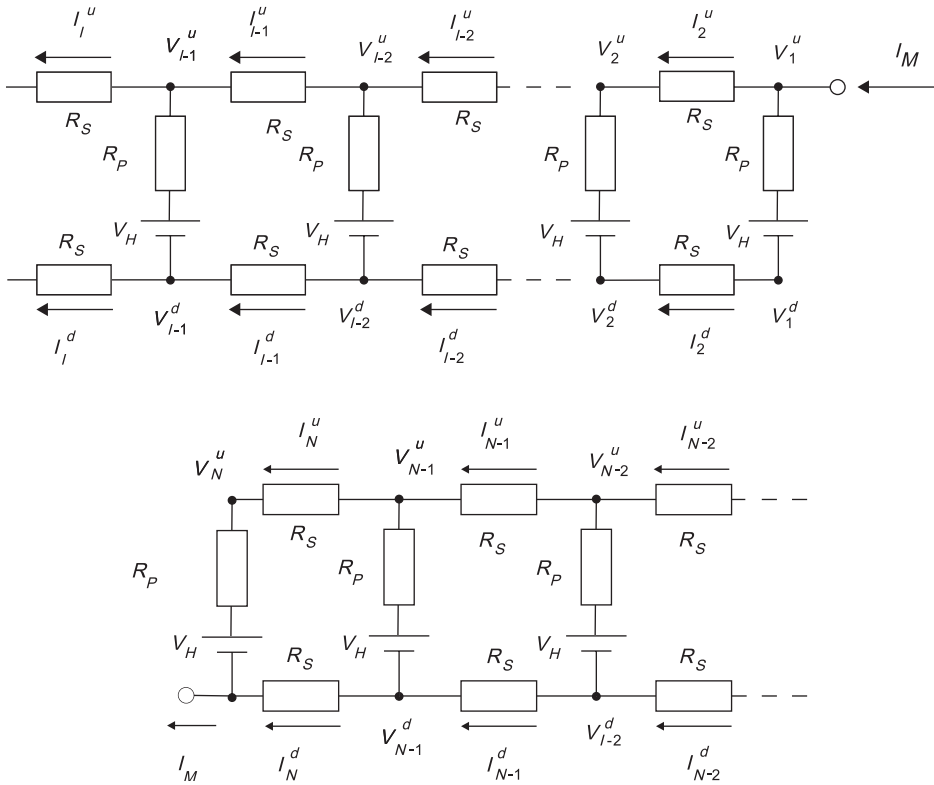 I_l^u I_{l-1}^u I_{l-2}^u I_2^u
V_{l-1}^u V_{l-2}^u V_2^u V_1^u I_M
R_S R_S R_S R_S
R_P R_P R_P R_P
V_H V_H V_H V_H
R_S R_S R_S R_S
V_{l-1}^d V_{l-2}^d V_2^d V_1^d
I_l^d I_{l-1}^d I_{l-2}^d I_2^d
I_N^u I_{N-1}^u I_{N-2}^u
V_N^u V_{N-1}^u V_{N-2}^u
R_S R_S R_S
R_P R_P R_P
V_H V_H V_H
R_S R_S R_S
V_{N-1}^d V_{l-2}^d
I_M I_N^d I_{N-1}^d I_{N-2}^d